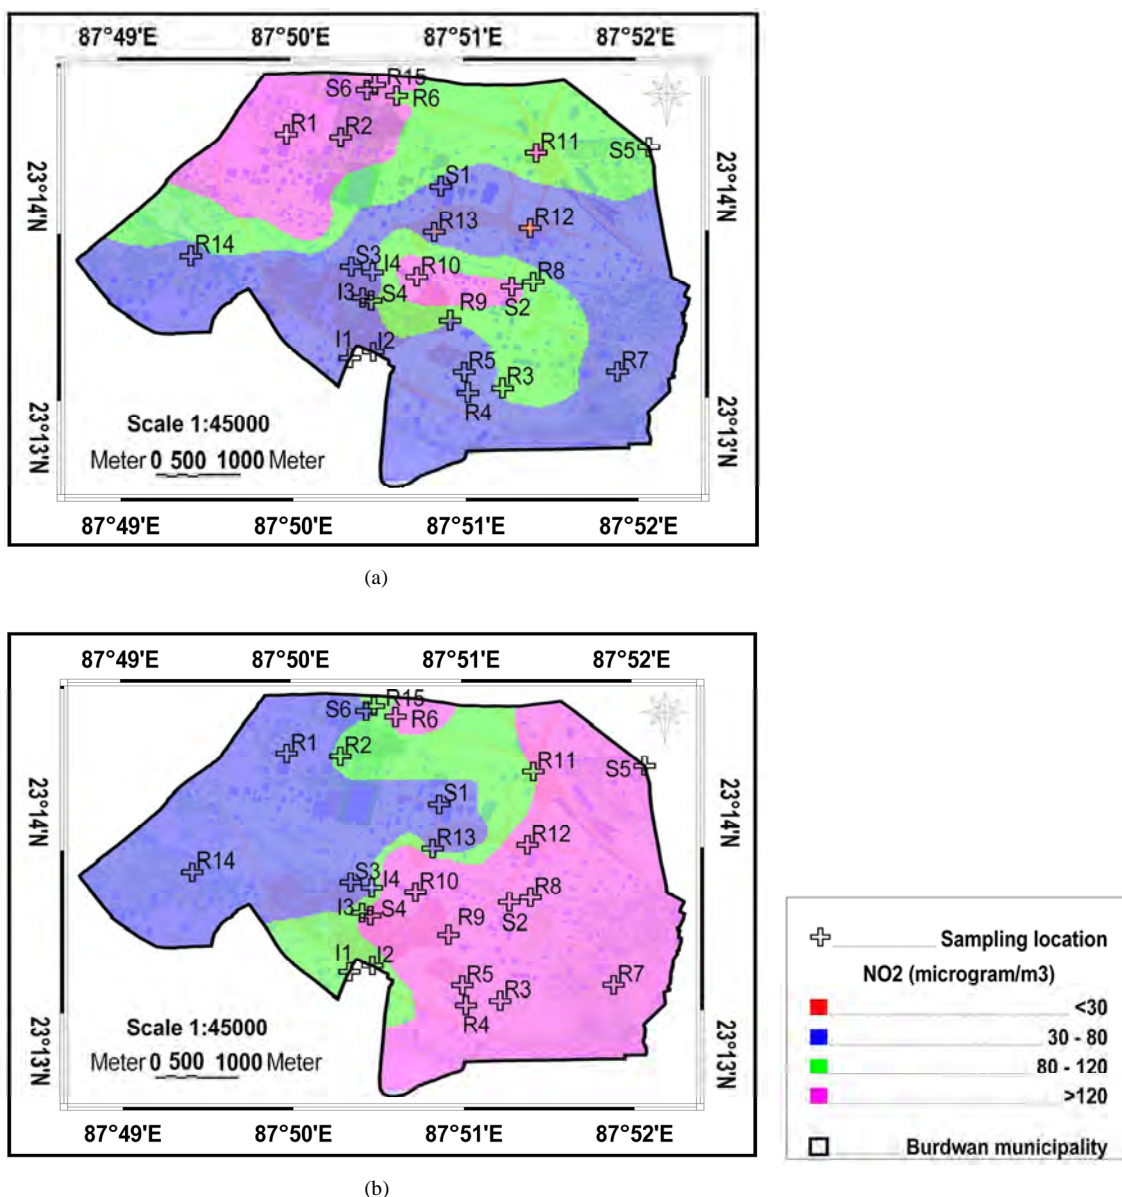 87°49'E 87°50'E 87°51'E 87°52'E
R15
S6 R6
R1 R2
R11
S5
23°14'N 23°14'N
S1
R13 R12
R14
S3 I4 R10 R8
I3 S4 S2
R9
I1 I2
R5 R7
R3
R4
23°13'N 23°13'N
Scale 1:45000
Meter 0 500 1000 Meter
87°49'E 87°50'E 87°51'E 87°52'E
(a)
87°49'E 87°50'E 87°51'E 87°52'E
R15
S6 R6
R1 R2
R11
S5
23°14'N 23°14'N
S1
R13 R12
R14
S3 I4 R10 R8
I3 S4 S2
R9
I1 I2
R5 R7
R3
R4
23°13'N 23°13'N
Scale 1:45000
Meter 0 500 1000 Meter
87°49'E 87°50'E 87°51'E 87°52'E
(b)
Sampling location
NO2 (microgram/m3)
<30
30 - 80
80 - 120
>120
Burdwan municipality